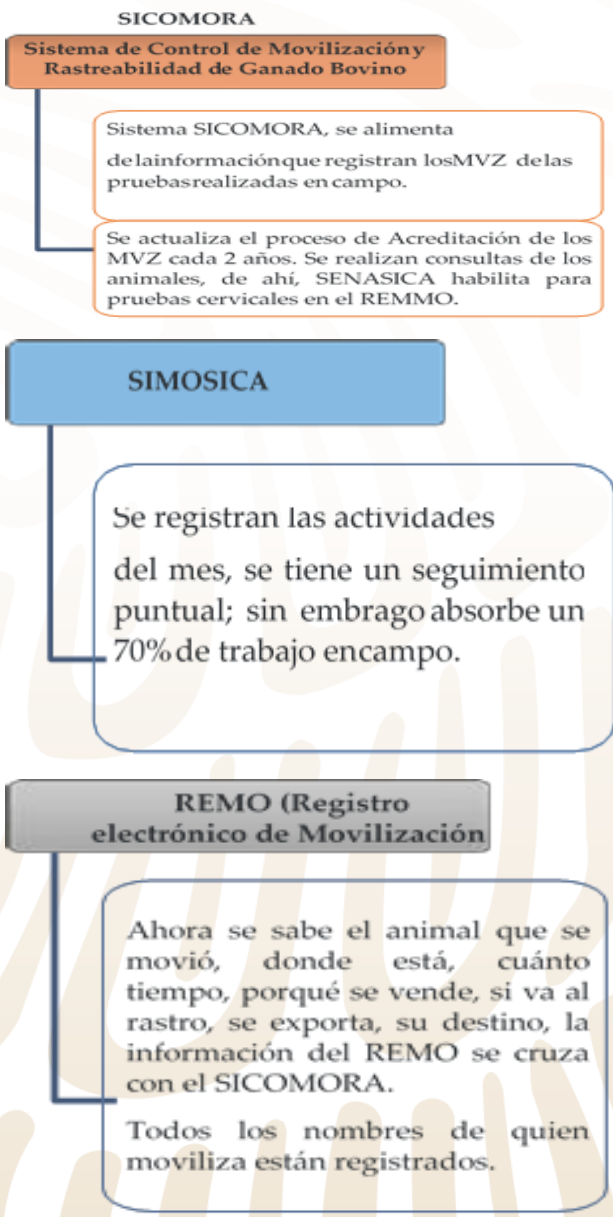 SICOMORA
Sistema de Control de Movilización y
Rastreabilidad de Ganado Bovino
Sistema SICOMORA, se alimenta
delainformaciónque registran losMVZ delas
pruebasrealizadas en campo.
Se actualiza el proceso de Acreditación de los
MVZ cada 2 años. Se realizan consultas de los
animales, de ahí, SENASICA habilita para
pruebas cervicales en el REMMO.
SIMOSICA
Se registran las actividades
del mes, se tiene un seguimiento
puntual; sin embrago absorbe un
70% de trabajo encampo.
REMO (Registro
electrónico de Movilización
Ahora se sabe el animal que se
movió, donde está, cuánto
tiempo, porqué se vende, si va al
rastro, se exporta, su destino, la
información del REMO se cruza
con el SICOMORA.
Todos los nombres de quien
moviliza están registrados.